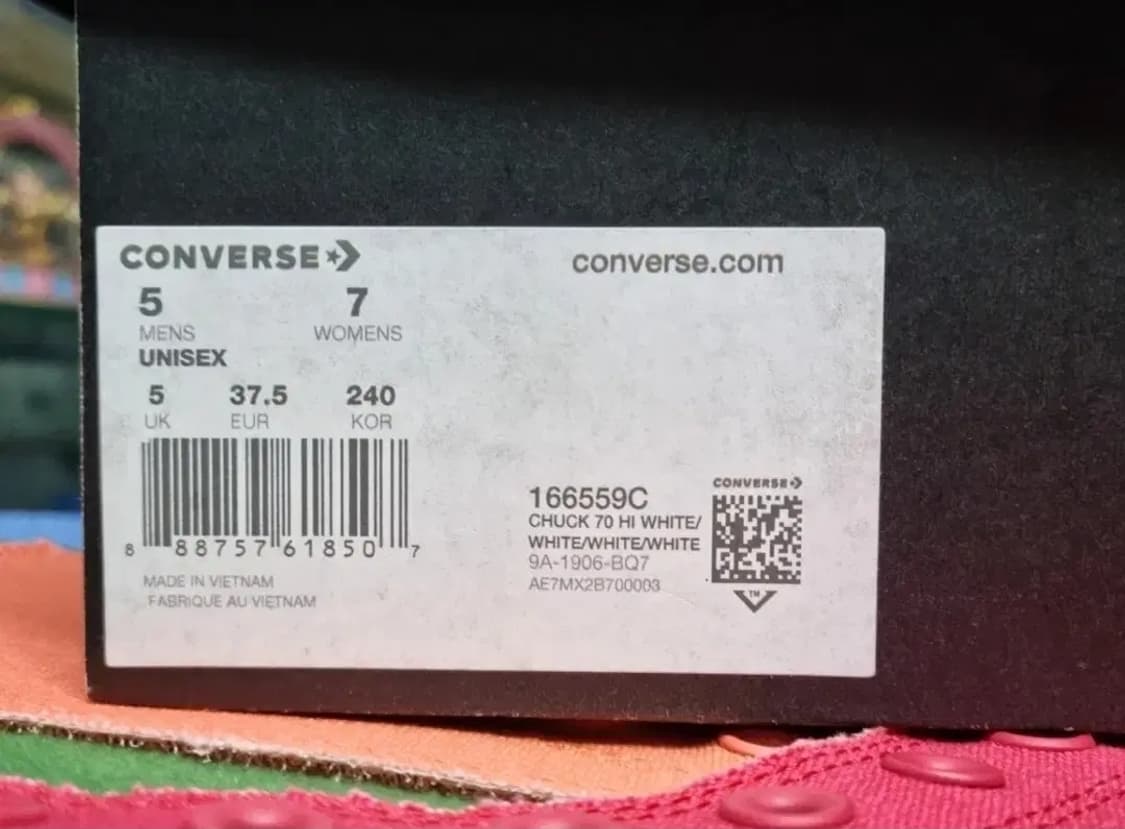 CONVERSE
converse.com
5 7
MENS WOMENS
UNISEX
5 37.5 240
UK EUR KOR
8 88757 61850 7
MADE IN VIETNAM
FABRIQUE AU VIETNAM
166559C
CHUCK 70 HI WHITE/
WHITE/WHITE/WHITE
9A-1906-BQ7
AE7MX2B700003
CONVERSE
TM